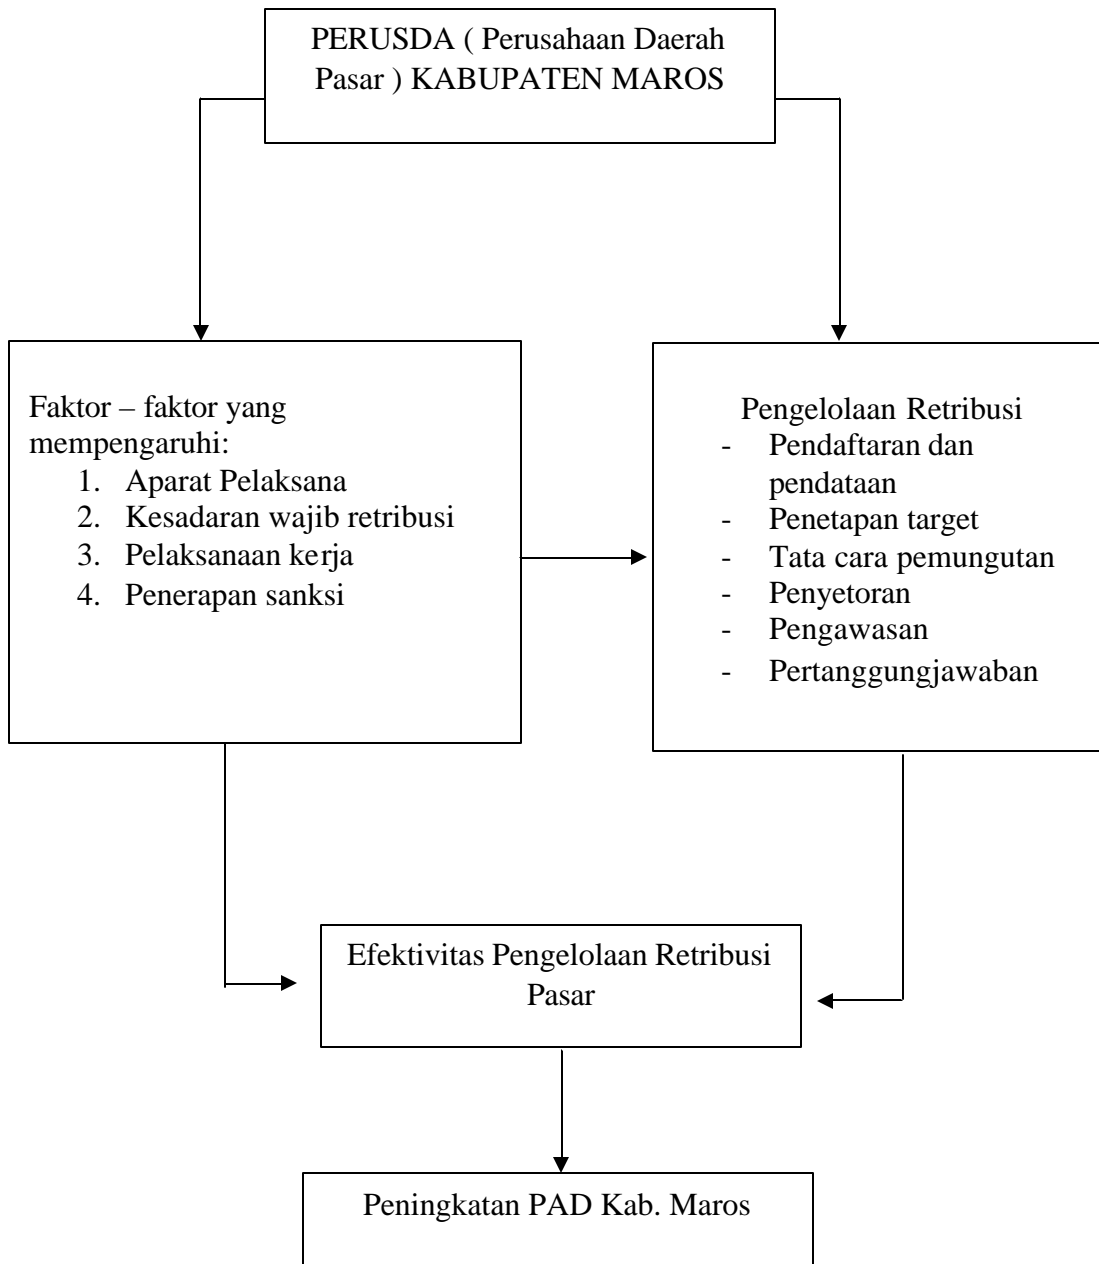 PERUSDA ( Perusahaan Daerah
Pasar ) KABUPATEN MAROS
Faktor – faktor yang
mempengaruhi:
1. Aparat Pelaksana
2. Kesadaran wajib retribusi
3. Pelaksanaan kerja
4. Penerapan sanksi
Pengelolaan Retribusi
- Pendaftaran dan
pendataan
- Penetapan target
- Tata cara pemungutan
- Penyetoran
- Pengawasan
- Pertanggungjawaban
Efektivitas Pengelolaan Retribusi
Pasar
Peningkatan PAD Kab. Maros